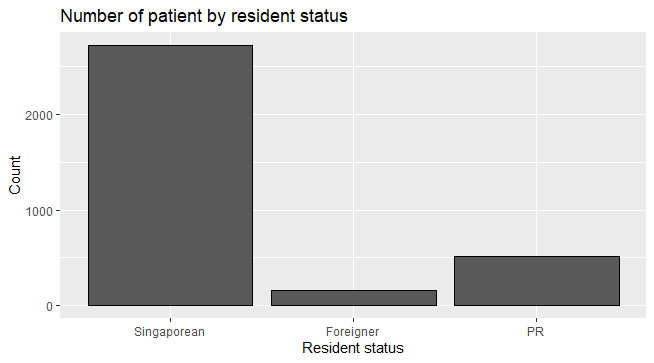 Number of patient by resident status
Count
2000
1000
0
Singaporean Foreigner PR
Resident status